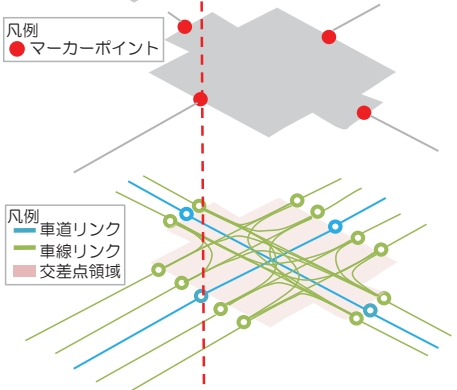 凡例
マーカーポイント
凡例
車道リンク
車線リンク
交差点領域